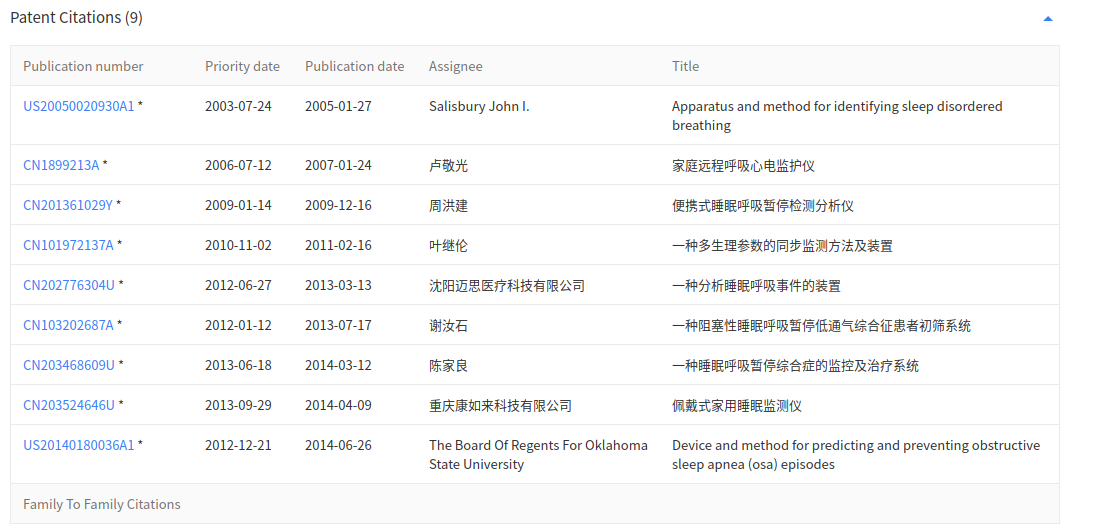 Patent Citations (9)
Publication number Priority date Publication date Assignee Title
US20050020930A1 * 2003-07-24 2005-01-27 Salisbury John I. Apparatus and method for identifying sleep disordered
breathing
CN1899213A * 2006-07-12 2007-01-24 卢敬光 家庭远程呼吸心电监护仪
CN201361029Y * 2009-01-14 2009-12-16 周洪建 便携式睡眠呼吸暂停检测分析仪
CN101972137A * 2010-11-02 2011-02-16 叶继伦 一种多生理参数的同步监测方法及装置
CN202776304U * 2012-06-27 2013-03-13 沈阳迈思医疗科技有限公司 一种分析睡眠呼吸事件的装置
CN103202687A * 2012-01-12 2013-07-17 谢汝石 一种阻塞性睡眠呼吸暂停低通气综合征患者初筛系统
CN203468609U * 2013-06-18 2014-03-12 陈家良 一种睡眠呼吸暂停综合症的监控及治疗系统
CN203524646U * 2013-09-29 2014-04-09 重庆康如来科技有限公司 佩戴式家用睡眠监测仪
US20140180036A1 * 2012-12-21 2014-06-26 The Board Of Regents For Oklahoma Device and method for predicting and preventing obstructive
State University sleep apnea (osa) episodes
Family To Family Citations